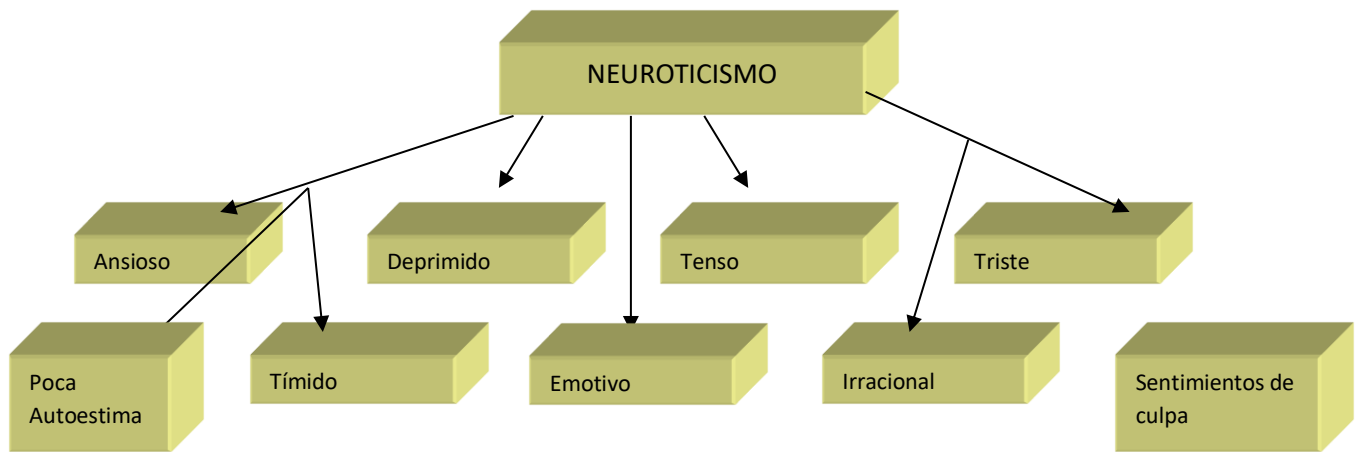 NEUROTICISMO
Ansioso
Deprimido
Tenso
Triste
Poca
Autoestima
Tímido
Emotivo
Irracional
Sentimientos de
culpa